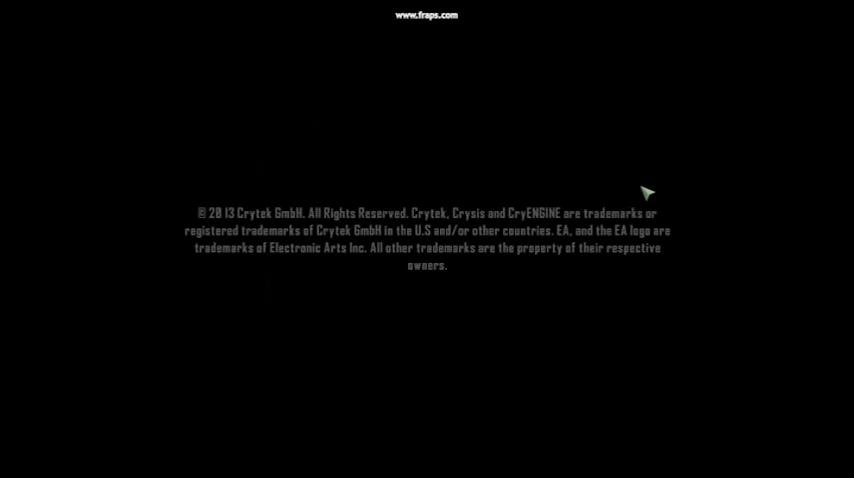 www.fraps.com
© 2013 Crytek GmbH. All Rights Reserved. Crytek, Crysis and CryENGINE are trademarks or
registered trademarks of Crytek GmbH in the U.S and/or other countries. EA, and the EA logo are
trademarks of Electronic Arts Inc. All other trademarks are the property of their respective
owners.